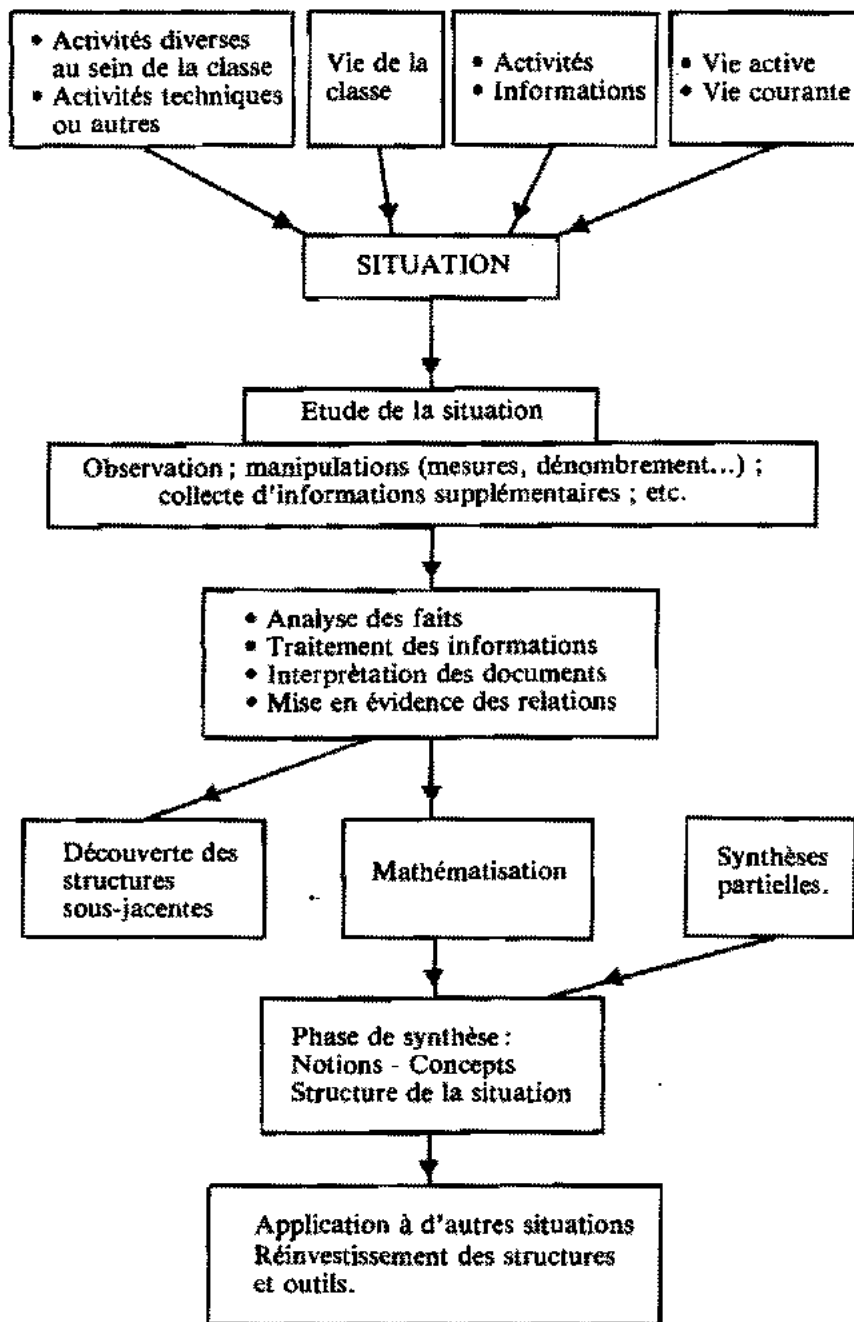 • Activités diverses
au sein de la classe
• Activités techniques
ou autres
Vie de la
classe
• Activités
• Informations
• Vie active
• Vie courante
SITUATION
Etude de la situation
Observation ; manipulations (mesures, dénombrement...) ;
collecte d'informations supplémentaires ; etc.
• Analyse des faits
• Traitement des informations
• Interprètation des documents
• Mise en évidence des relations
Découverte des
structures
sous-jacentes
Mathématisation
Synthèses
partielles.
Phase de synthèse :
Notions - Concepts
Structure de la situation
Application à d'autres situations
Réinvestissement des structures
et outils.